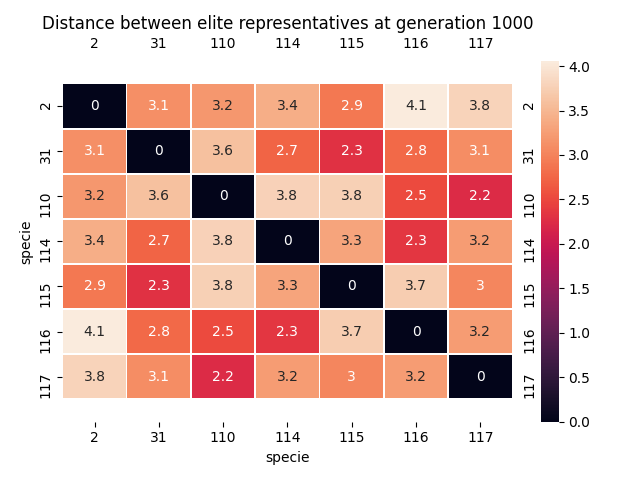 Distance between elite representatives at generation 1000
2 31 110 114 115 116 117
2 0 3.1 3.2 3.4 2.9 4.1 3.8 2
31 3.1 0 3.6 2.7 2.3 2.8 3.1 31
110 3.2 3.6 0 3.8 3.8 2.5 2.2 110
114 3.4 2.7 3.8 0 3.3 2.3 3.2 114
115 2.9 2.3 3.8 3.3 0 3.7 3 115
116 4.1 2.8 2.5 2.3 3.7 0 3.2 116
117 3.8 3.1 2.2 3.2 3 3.2 0 117
specie
2 31 110 114 115 116 117
specie
4.0
3.5
3.0
2.5
2.0
1.5
1.0
0.5
0.0